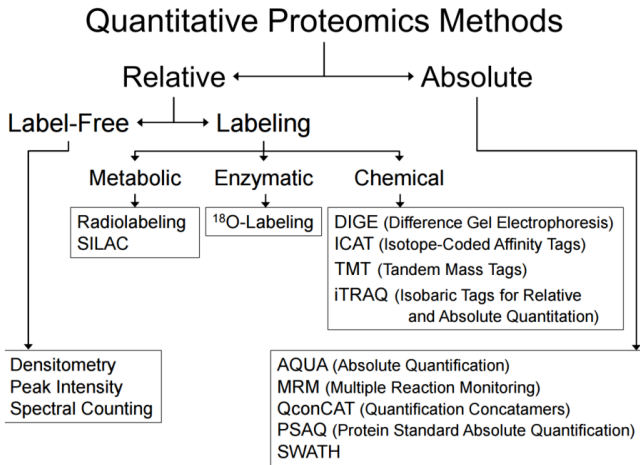 Quantitative Proteomics Methods
Relative
Absolute
Label-Free
Labeling
Metabolic
Enzymatic
Chemical
Radiolabeling
SILAC
¹⁸O-Labeling
DIGE (Difference Gel Electrophoresis)
ICAT (Isotope-Coded Affinity Tags)
TMT (Tandem Mass Tags)
iTRAQ (Isobaric Tags for Relative
and Absolute Quantitation)
Densitometry
Peak Intensity
Spectral Counting
AQUA (Absolute Quantification)
MRM (Multiple Reaction Monitoring)
QconCAT (Quantification Concatamers)
PSAQ (Protein Standard Absolute Quantification)
SWATH